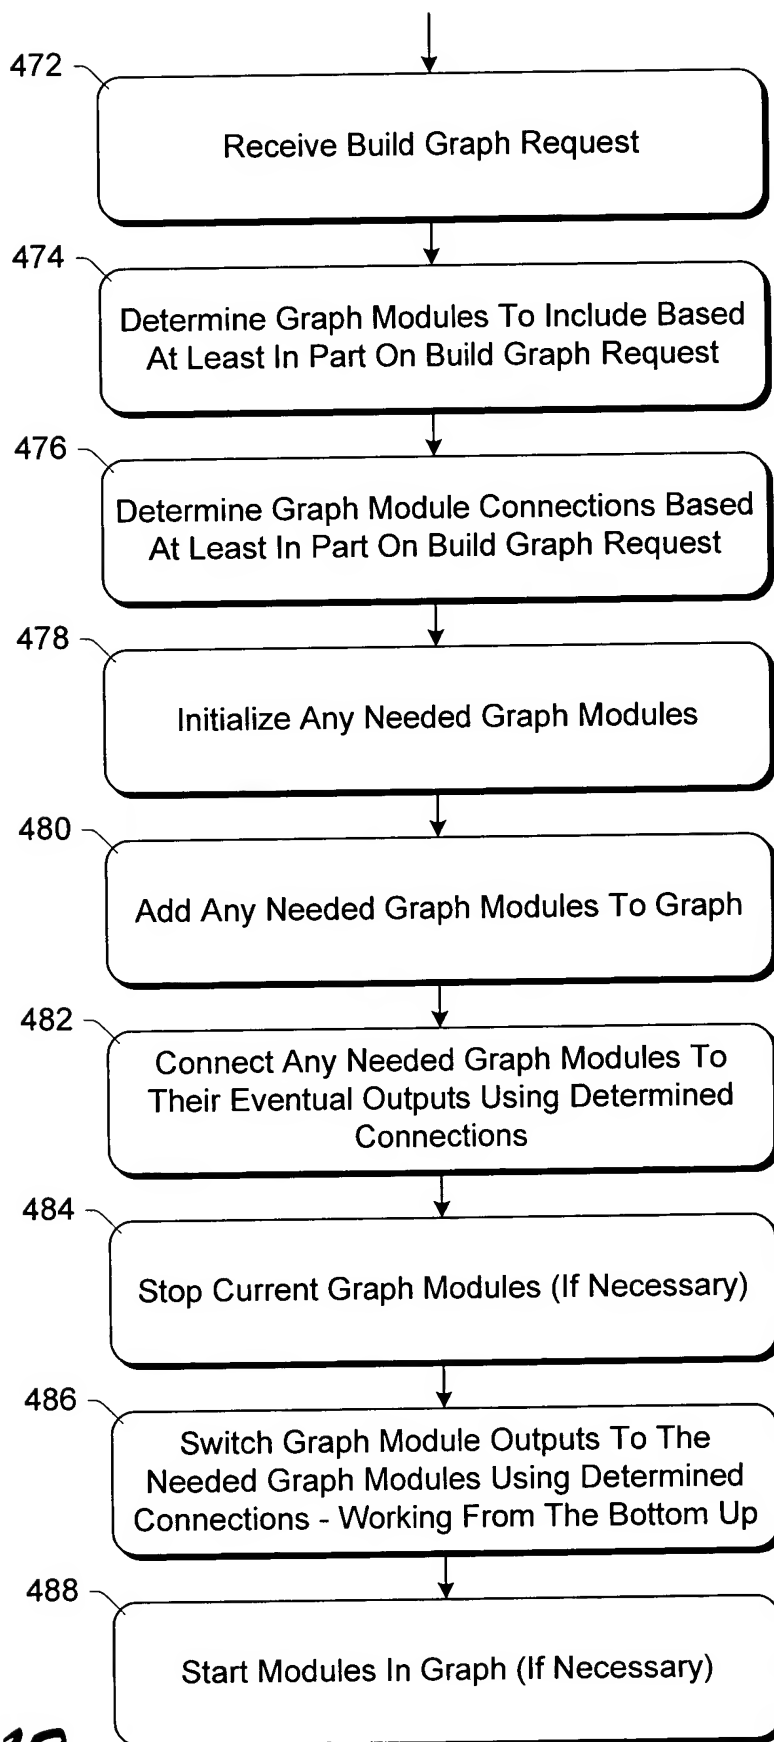 472
Receive Build Graph Request
474
Determine Graph Modules To Include Based
At Least In Part On Build Graph Request
476
Determine Graph Module Connections Based
At Least In Part On Build Graph Request
478
Initialize Any Needed Graph Modules
480
Add Any Needed Graph Modules To Graph
482
Connect Any Needed Graph Modules To
Their Eventual Outputs Using Determined
Connections
484
Stop Current Graph Modules (If Necessary)
486
Switch Graph Module Outputs To The
Needed Graph Modules Using Determined
Connections - Working From The Bottom Up
488
Start Modules In Graph (If Necessary)